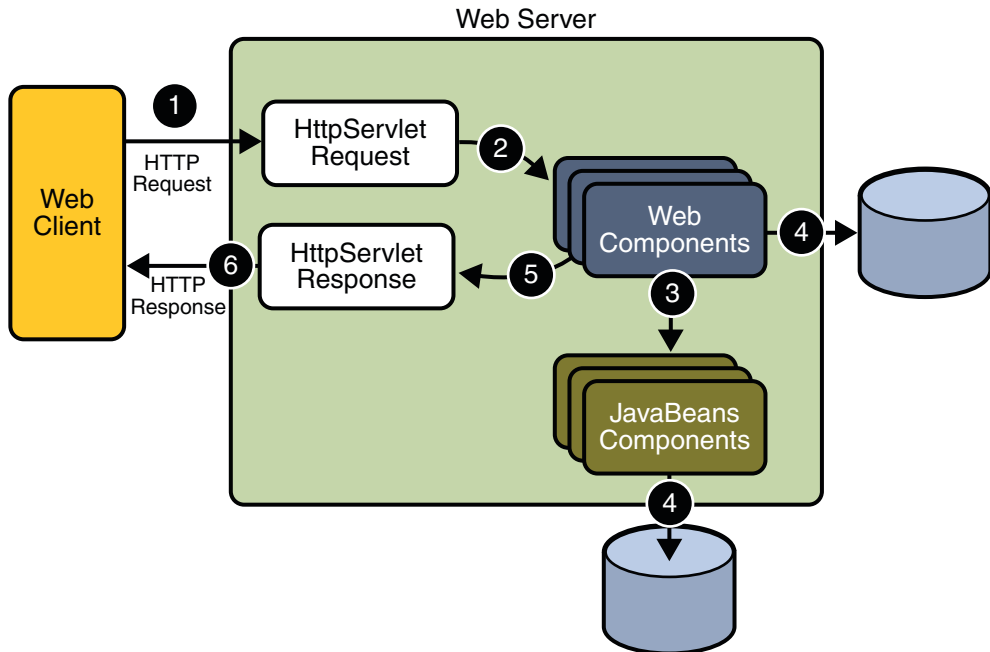 Web Server
1
HTTP
Request
HttpServlet
Request
2
Web
Client
Web
Components
4
HttpServlet
Response
5
6
HTTP
Response
3
JavaBeans
Components
4